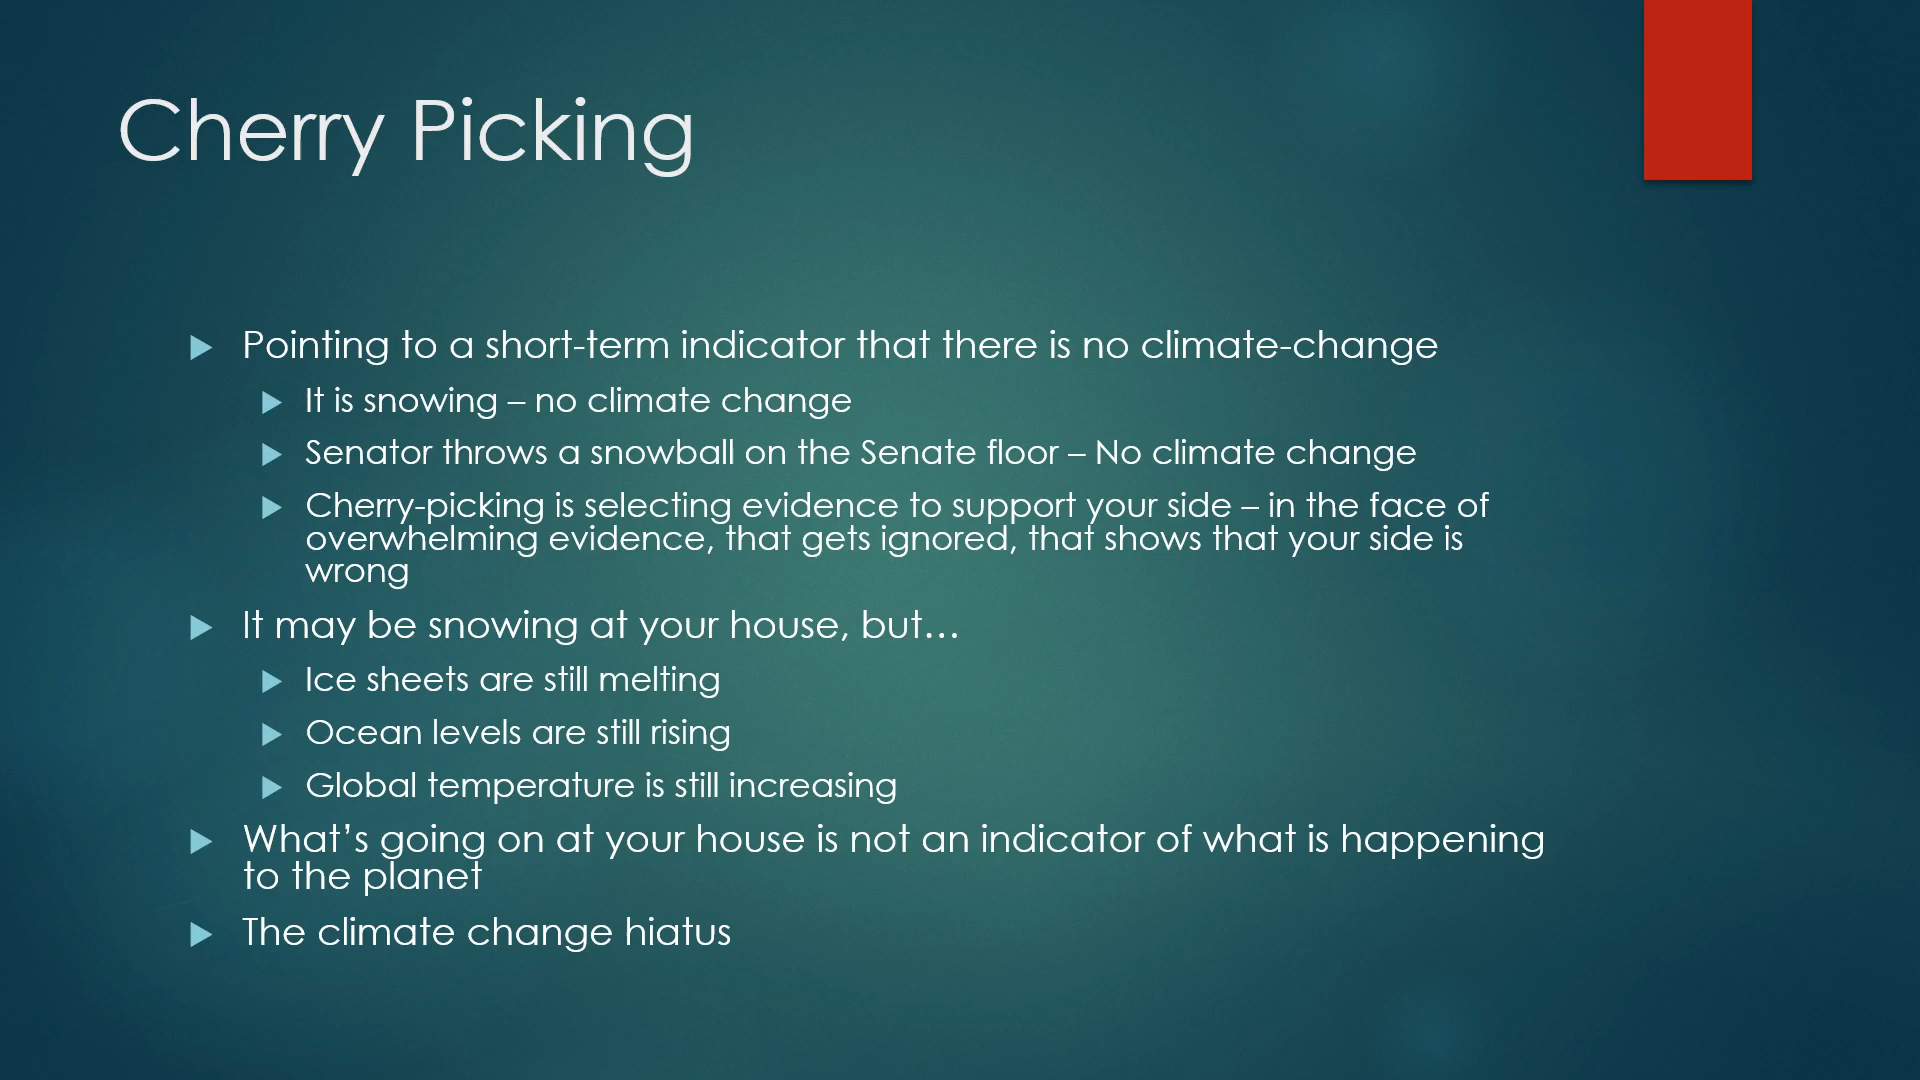 Cherry Picking
Pointing to a short-term indicator that there is no climate-change
It is snowing – no climate change
Senator throws a snowball on the Senate floor – No climate change
Cherry-picking is selecting evidence to support your side – in the face of
overwhelming evidence, that gets ignored, that shows that your side is
wrong
It may be snowing at your house, but…
Ice sheets are still melting
Ocean levels are still rising
Global temperature is still increasing
What’s going on at your house is not an indicator of what is happening
to the planet
The climate change hiatus